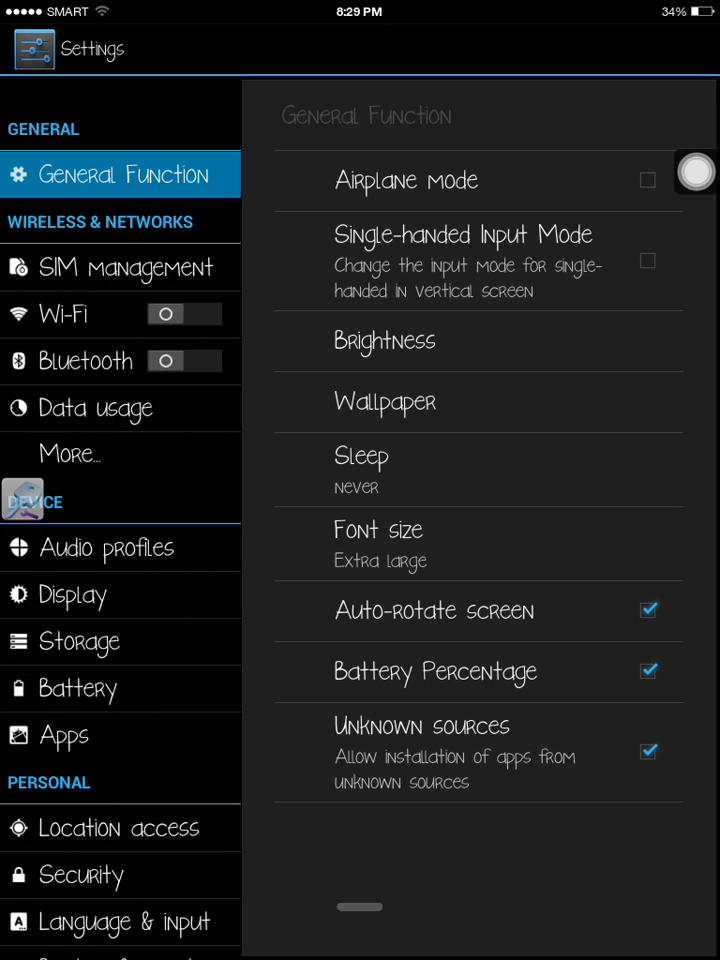 SMART 8:29 PM 34%
Settings
GENERAL
General Function
WIRELESS & NETWORKS
SIM management
Wi-Fi
Bluetooth
Data usage
More...
DEVICE
Audio profiles
Display
Storage
Battery
Apps
PERSONAL
Location access
Security
Language & input
General Function
Airplane mode
Single-handed Input Mode
Change the input mode for single-
handed in vertical screen
Brightness
Wallpaper
Sleep
Never
Font size
Extra large
Auto-rotate screen
Battery Percentage
Unknown sources
Allow installation of apps from
unknown sources